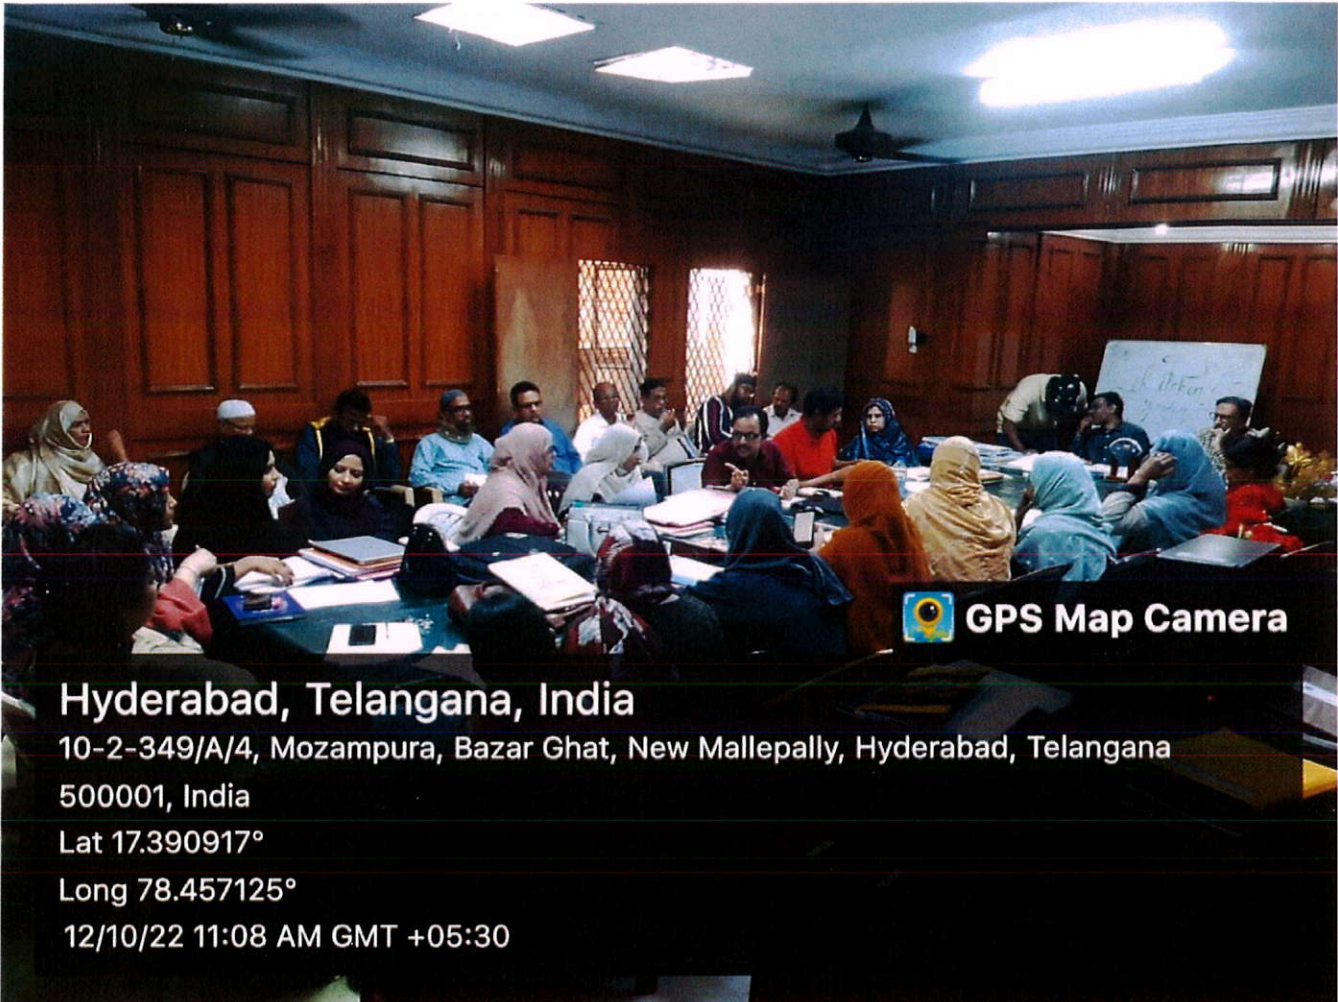 GPS Map Camera
Hyderabad, Telangana, India
10-2-349/A/4, Mozampura, Bazar Ghat, New Mallepally, Hyderabad, Telangana
500001, India
Lat 17.390917°
Long 78.457125°
12/10/22 11:08 AM GMT +05:30